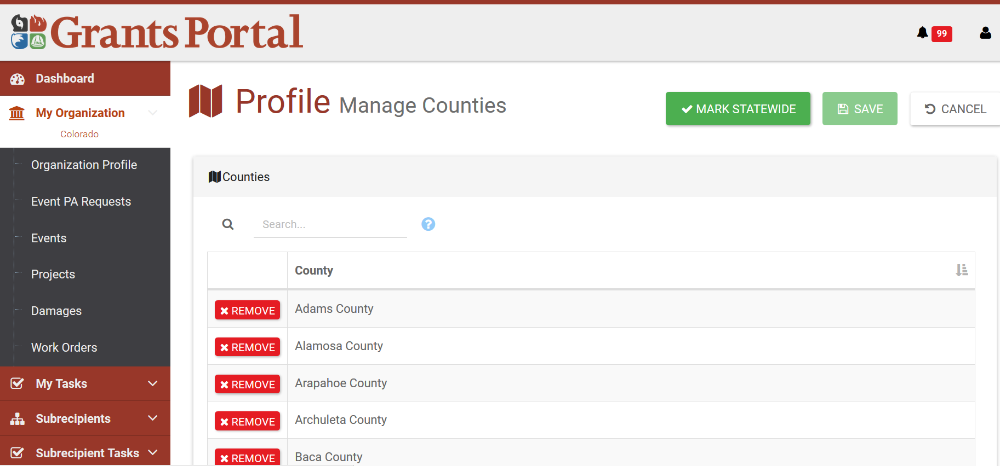 FEMA
Grants Portal
99
Dashboard
My Organization
Colorado
Organization Profile
Event PA Requests
Events
Projects
Damages
Work Orders
My Tasks
Subrecipients
Subrecipient Tasks
Profile Manage Counties
MARK STATEWIDE
SAVE
CANCEL
Counties
Search...
?
County
REMOVE Adams County
REMOVE Alamosa County
REMOVE Arapahoe County
REMOVE Archuleta County
REMOVE Baca County